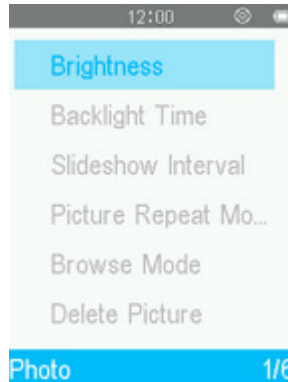 12:00
Brightness
Backlight Time
Slideshow Interval
Picture Repeat Mo...
Browse Mode
Delete Picture
Photo 1/6